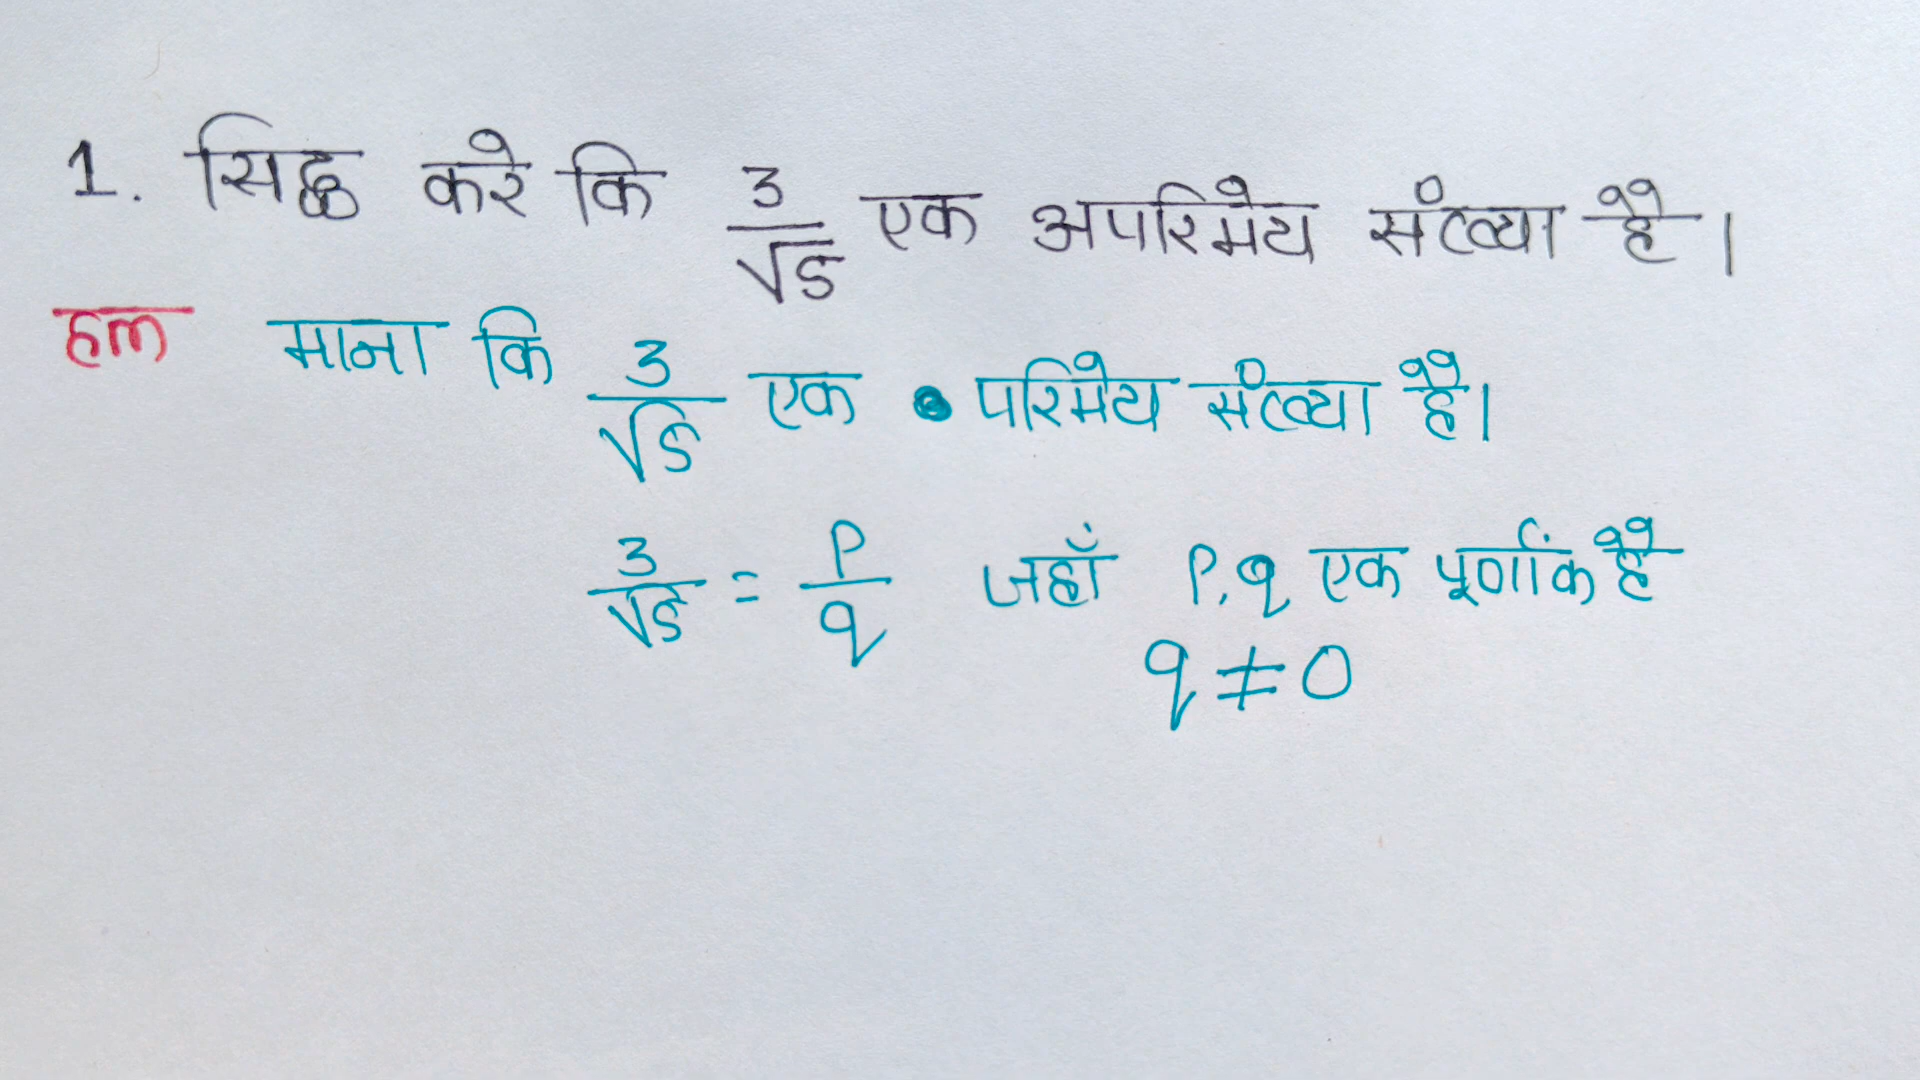 1. सिद्ध करे कि 3/√5 एक अपरिमेय संख्या है।
हल माना कि 3/√5 एक परिमेय संख्या है।
3/√5 = P/q जहाँ P, q एक पूर्णांक है
q ≠ 0